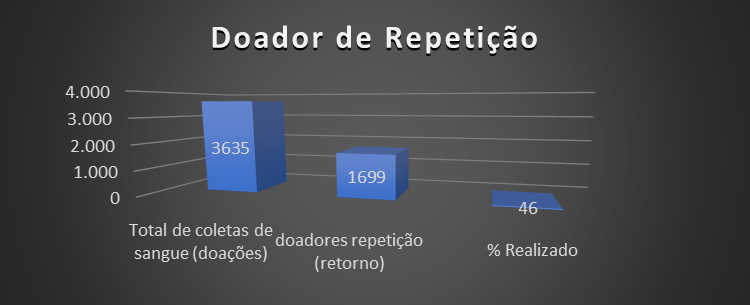 Doador de Repetição
4.000
3.000
2.000
1.000
0
3635
1699
46
Total de coletas de
sangue (doações)
doadores repetição
(retorno)
% Realizado